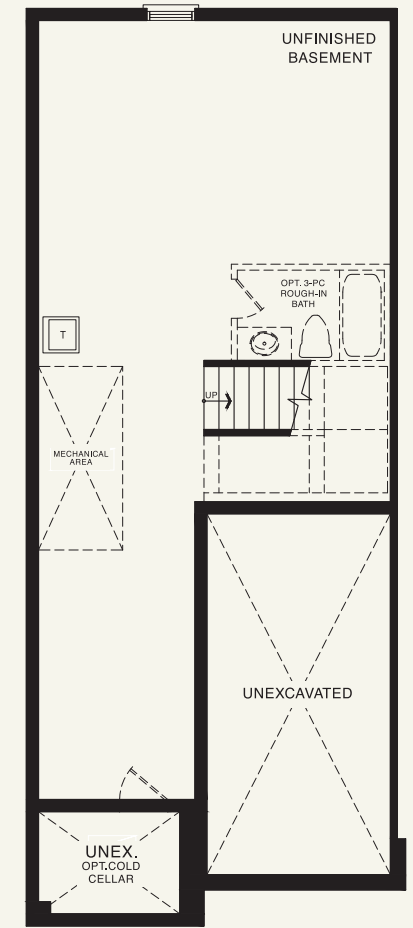 UNFINISHED
BASEMENT
OPT. 3-PC
ROUGH-IN
BATH
T
UP
MECHANICAL
AREA
UNEXCAVATED
UNEX.
OPT.COLD
CELLAR